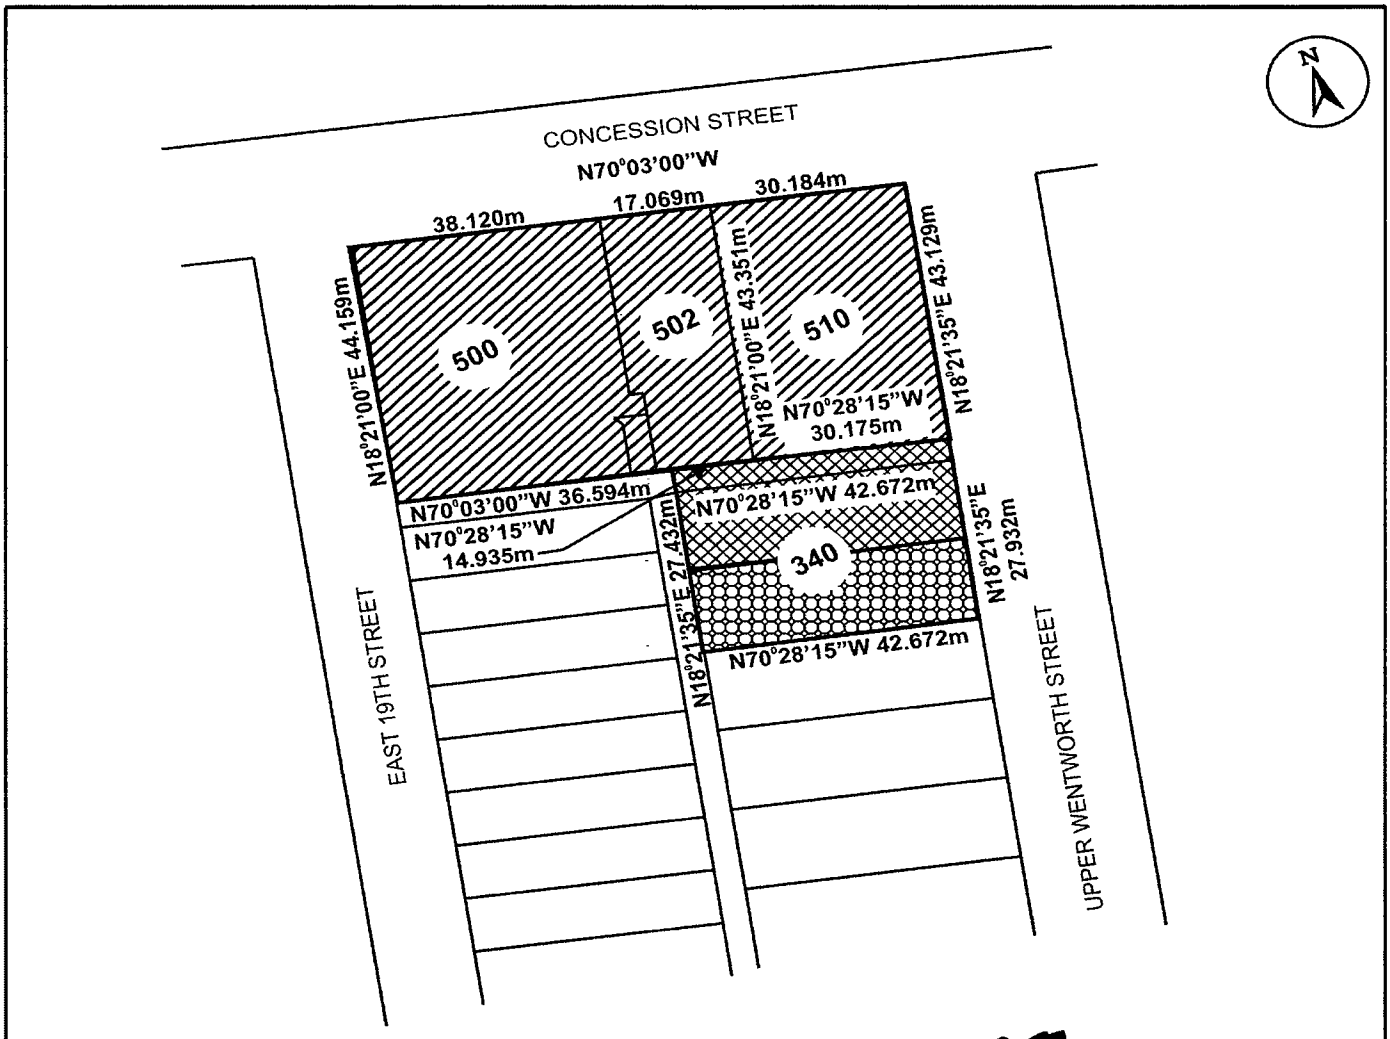 N
CONCESSION STREET
N70°03'00"W
38.120m
17.069m
30.184m
N18°21'00"E 44.159m
500
502
N18°21'00"E 43.351m
510
N18°21'35"E 43.129m
N70°28'15"W
30.175m
N70°03'00"W 36.594m
N70°28'15"W
14.935m
N70°28'15"W 42.672m
340
N18°21'35"E
27.932m
N18°21'35"E 27.432m
N70°28'15"W 42.672m
EAST 19TH STREET
UPPER WENTWORTH STREET